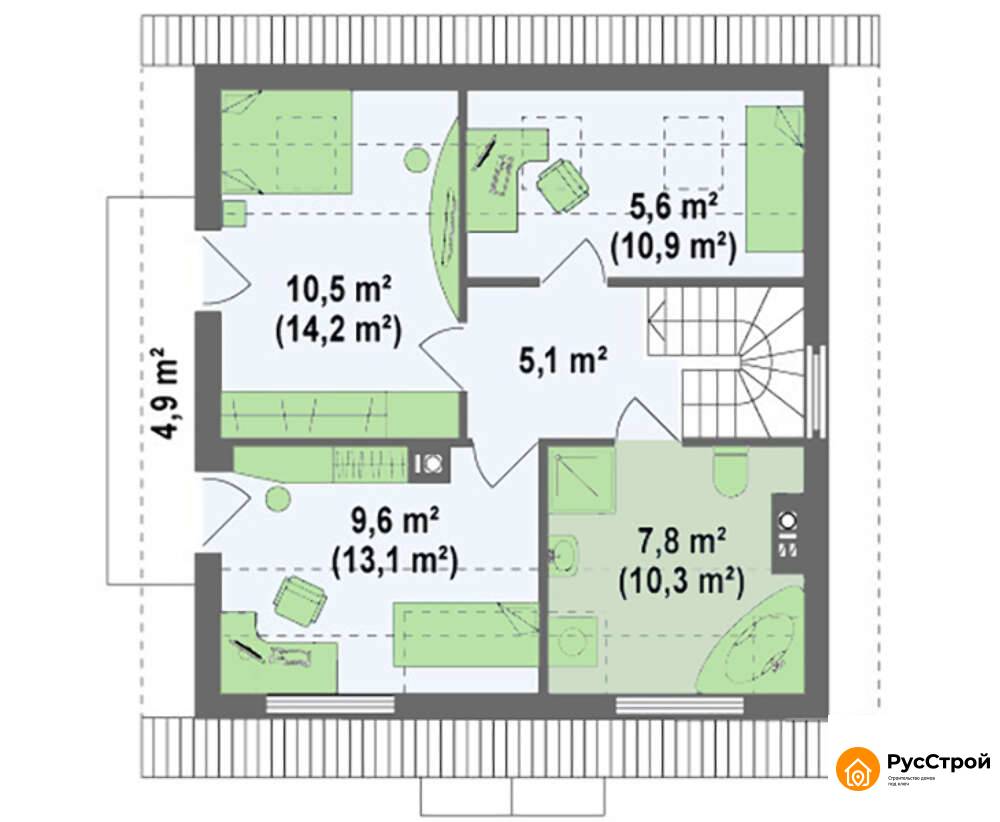 5,6 m²
(10,9 m²)
10,5 m²
(14,2 m²)
5,1 m²
4,9 m²
9,6 m²
(13,1 m²)
7,8 m²
(10,3 m²)
РусСтрой
Строительство домов
под ключ